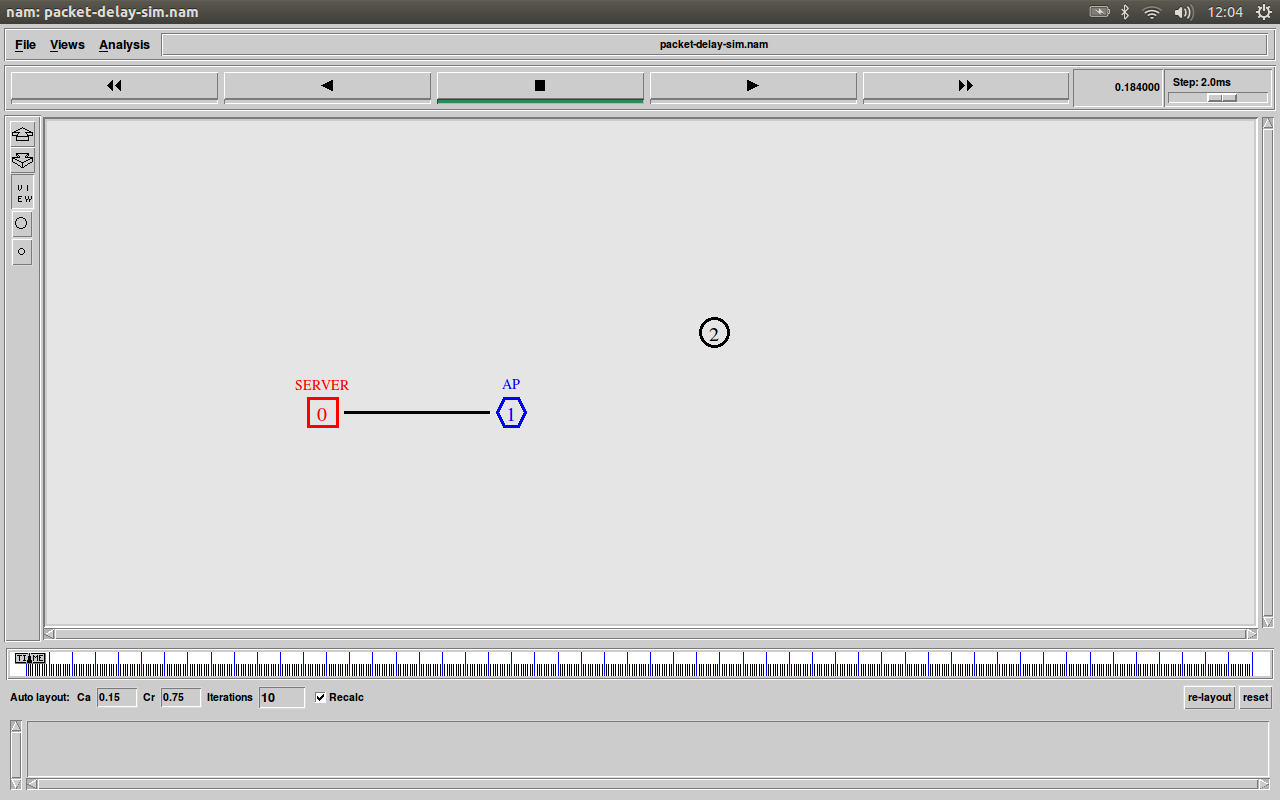 nam: packet-delay-sim.nam
12:04
File Views Analysis packet-delay-sim.nam
0.184000
Step: 2.0ms
VIEW
2
SERVER
AP
0
1
TIME
Auto layout: Ca 0.15 Cr 0.75 Iterations 10 Recalc re-layout reset